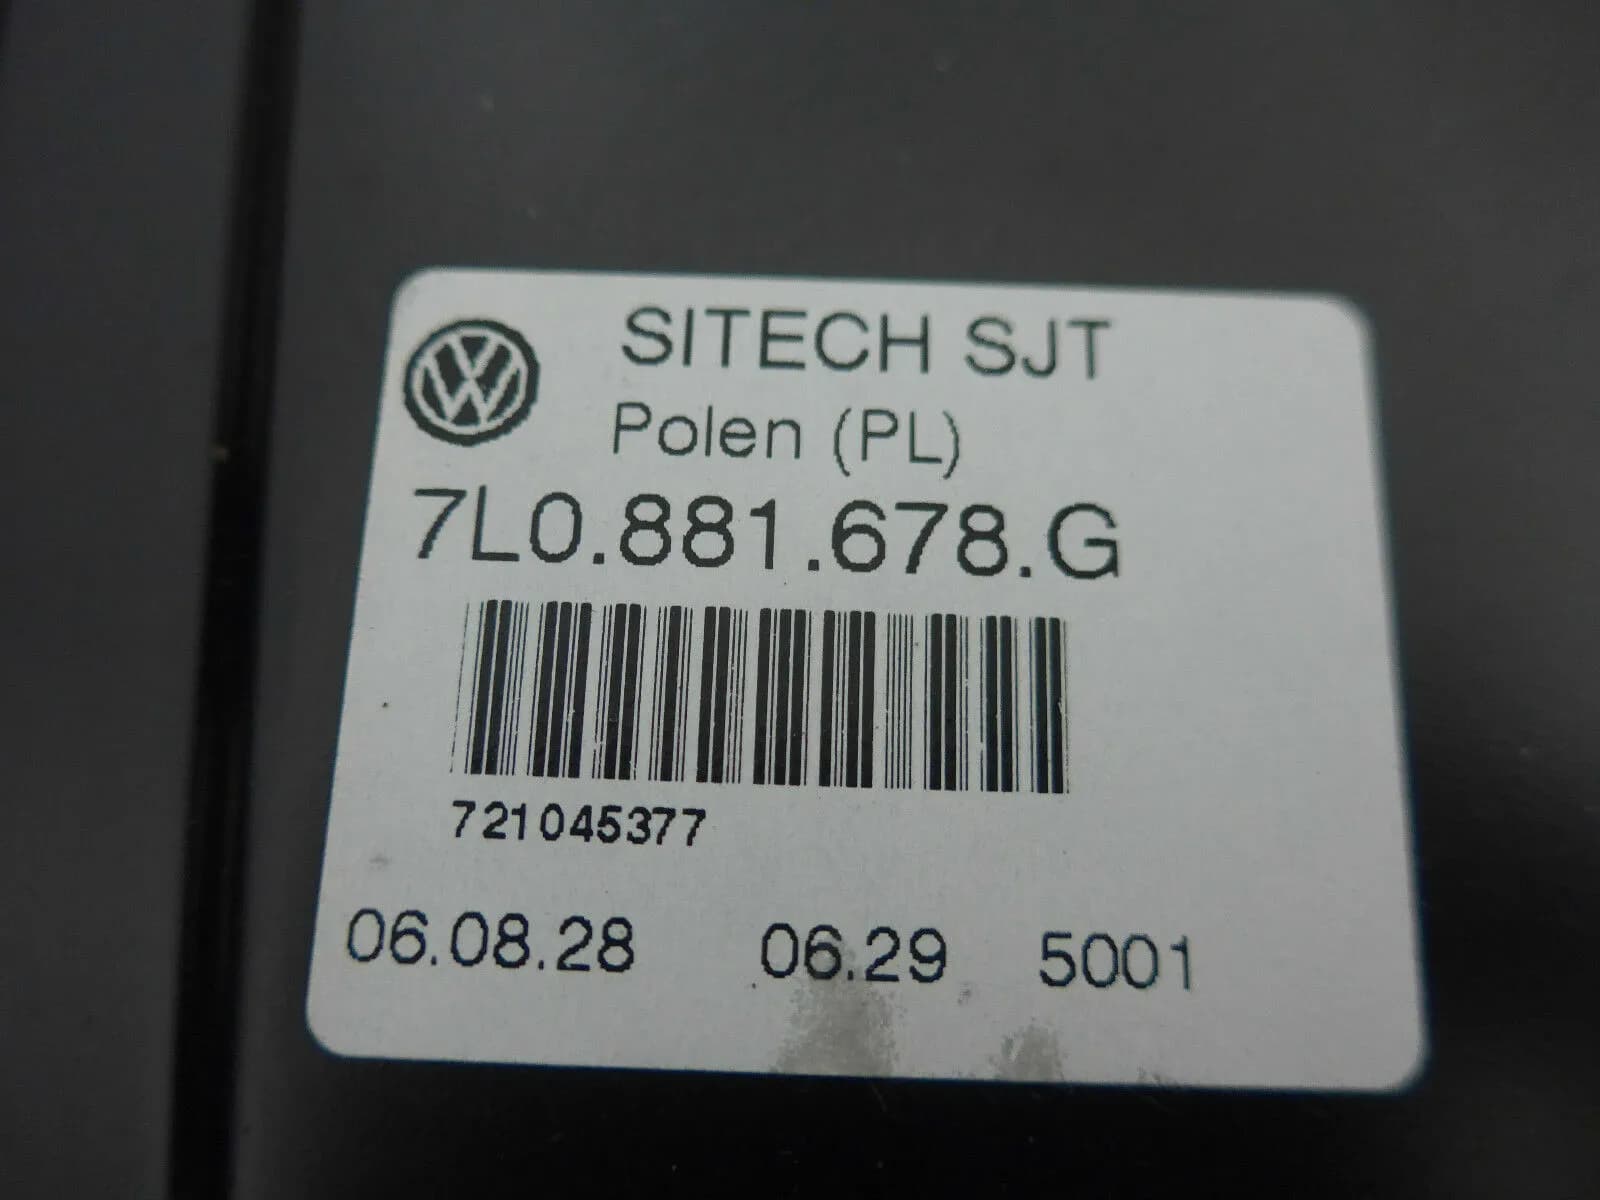 SITECH SJT
Polen (PL)
7L0.881.678.G
721045377
06.08.28 06.29 5001